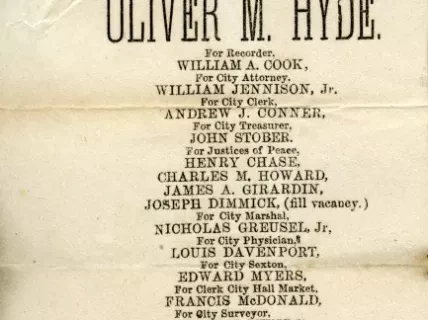 OLIVER M. HYDE.
For Recorder,
WILLIAM A. COOK,
For City Attorney,
WILLIAM JENNISON, Jr.
For City Clerk,
ANDREW J. CONNER,
For City Treasurer,
JOHN STOBER.
For Justices of Peace,
HENRY CHASE,
CHARLES M. HOWARD,
JAMES A. GIRARDIN,
JOSEPH DIMMICK, (fill vacancy.)
For City Marshal,
NICHOLAS GREUSEL, Jr,
For City Physician,
LOUIS DAVENPORT,
For City Sexton,
EDWARD MYERS,
For Clerk City Hall Market,
FRANCIS McDONALD,
For City Surveyor,